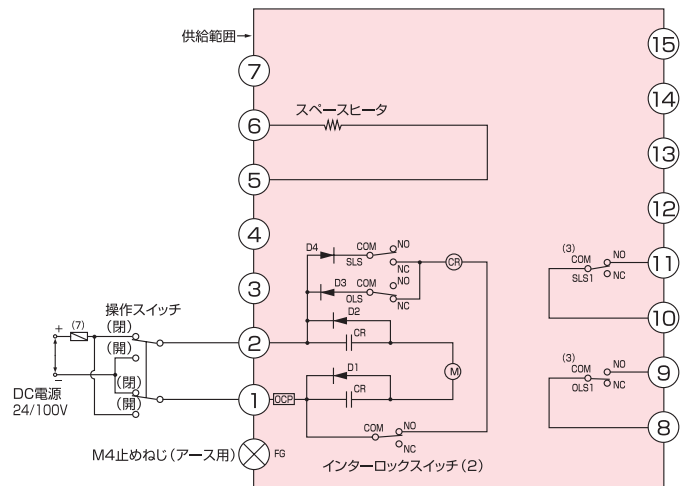 供給範囲
15
7
14
スペースヒータ
6
13
5
12
4
D4
COM
NO
SLS
NC
CR
(3)
COM
NO
SLS1
NC
11
D3
COM
NO
OLS
NC
3
10
操作スイッチ
D2
+
(7)
(閉)
CR
2
(開)
(3)
COM
NO
OLS1
NC
9
D1
M
−
(閉)
DC電源
24/100V
(開)
1
OCP
CR
8
COM
NO
NC
M4止めねじ(アース用)
FG
インターロックスイッチ(2)